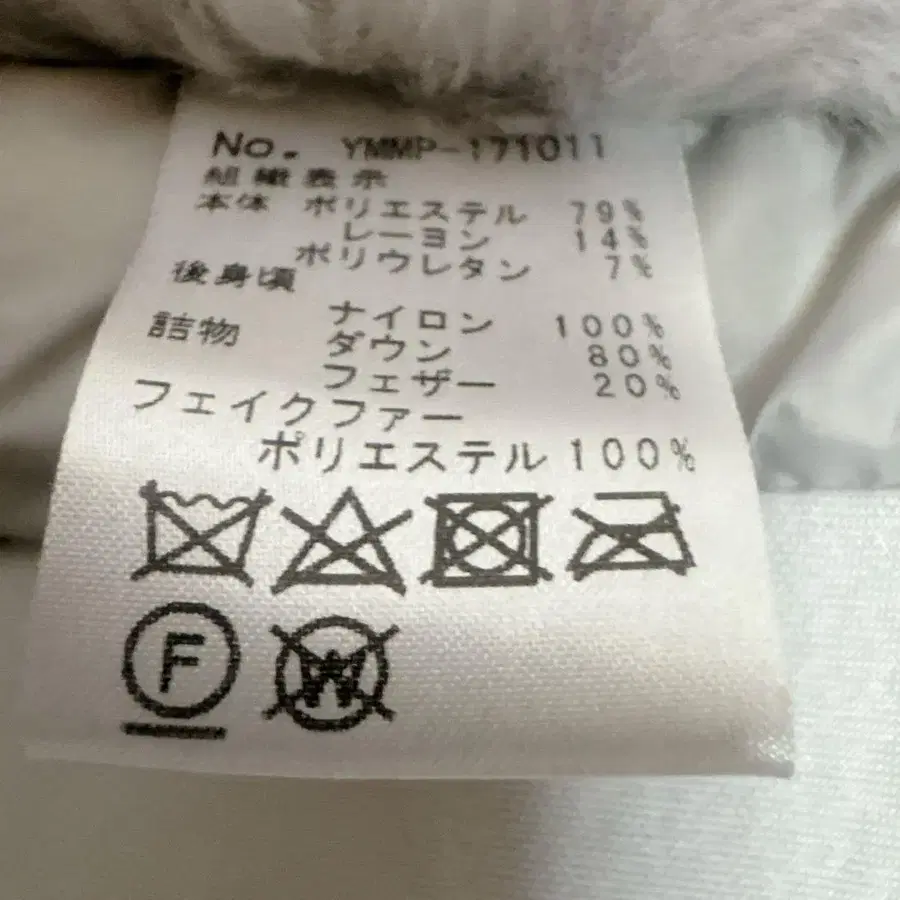 No. YMMP-171011
組織表示
本体 ポリエステル 79%
レーヨン 14%
ポリウレタン 7%
後身頃
ナイロン 100%
詰物 ダウン 80%
フェザー 20%
フェイクファー
ポリエステル 100%
F
W